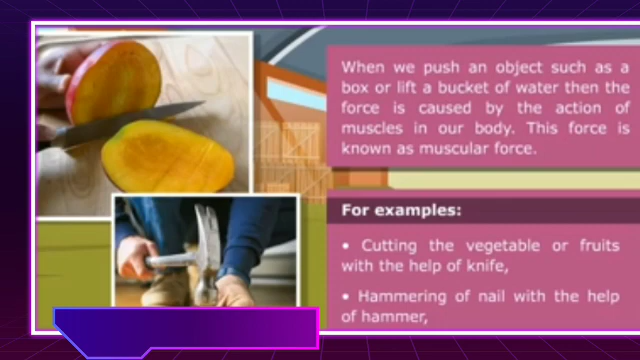 When we push an object such as a
box or lift a bucket of water then the
force is caused by the action of
muscles in our body. This force is
known as muscular force.
For examples:
• Cutting the vegetable or fruits
with the help of knife,
• Hammering of nail with the help
of hammer,